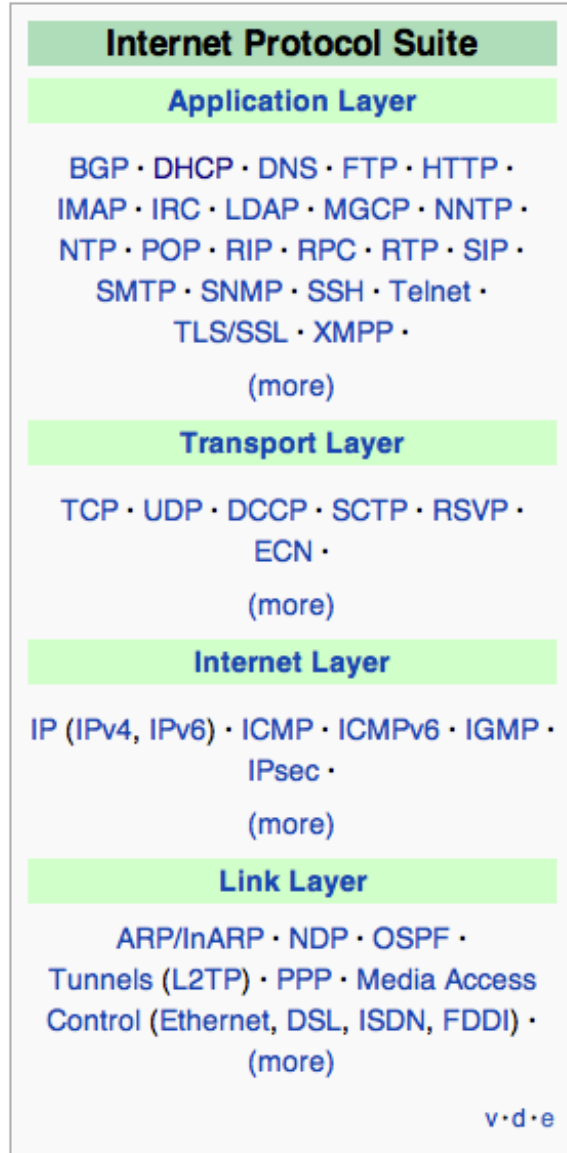 Internet Protocol Suite
Application Layer
BGP · DHCP · DNS · FTP · HTTP ·
IMAP · IRC · LDAP · MGCP · NNTP ·
NTP · POP · RIP · RPC · RTP · SIP ·
SMTP · SNMP · SSH · Telnet ·
TLS/SSL · XMPP ·
(more)
Transport Layer
TCP · UDP · DCCP · SCTP · RSVP ·
ECN ·
(more)
Internet Layer
IP (IPv4, IPv6) · ICMP · ICMPv6 · IGMP ·
IPsec ·
(more)
Link Layer
ARP/InARP · NDP · OSPF ·
Tunnels (L2TP) · PPP · Media Access
Control (Ethernet, DSL, ISDN, FDDI) ·
(more)
v·d·e